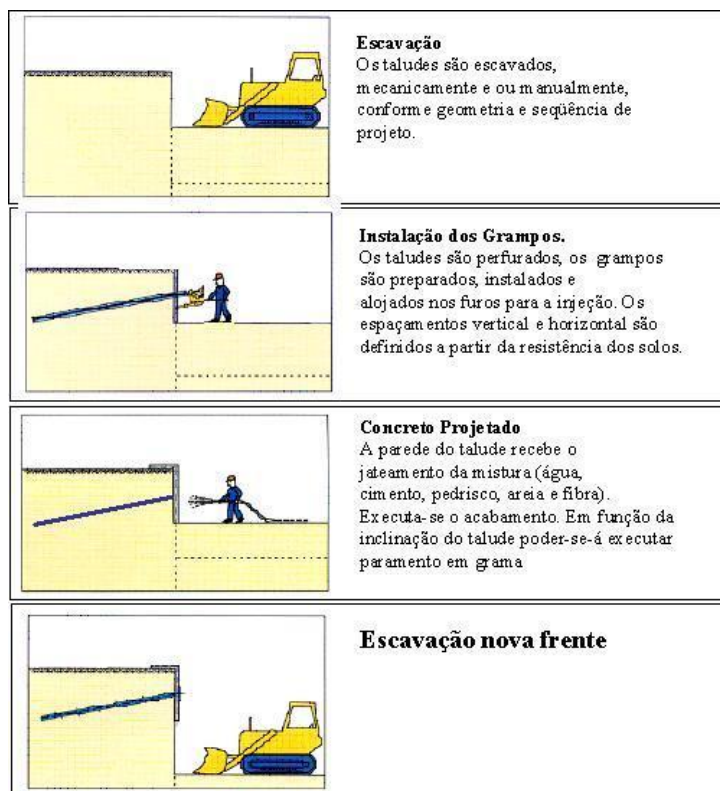 Escavação
Os taludes são escavados,
mecanicamente e ou manualmente,
conforme geometria e seqüência de
projeto.
Instalação dos Grampos.
Os taludes são perfurados, os grampos
são preparados, instalados e
alojados nos furos para a injeção. Os
espaçamentos vertical e horizontal são
definidos a partir da resistência dos solos.
Concreto Projetado
A parede do talude recebe o
jateamento da mistura (água,
cimento, pedrisco, areia e fibra).
Executa-se o acabamento. Em função da
inclinação do talude poder-se-á executar
paramento em grama
Escavação nova frente